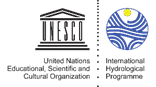 UNESCO
United Nations
Educational, Scientific and
Cultural Organization
International
Hydrological
Programme